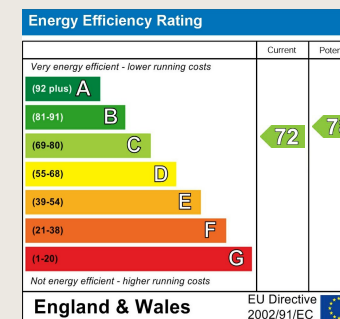 Energy Efficiency Rating
Current
Very energy efficient - lower running costs
(92 plus) A
(81-91) B
(69-80) C
72
(55-68) D
(39-54) E
(21-38) F
(1-20) G
Not energy efficient - higher running costs
England & Wales
EU Directive
2002/91/EC